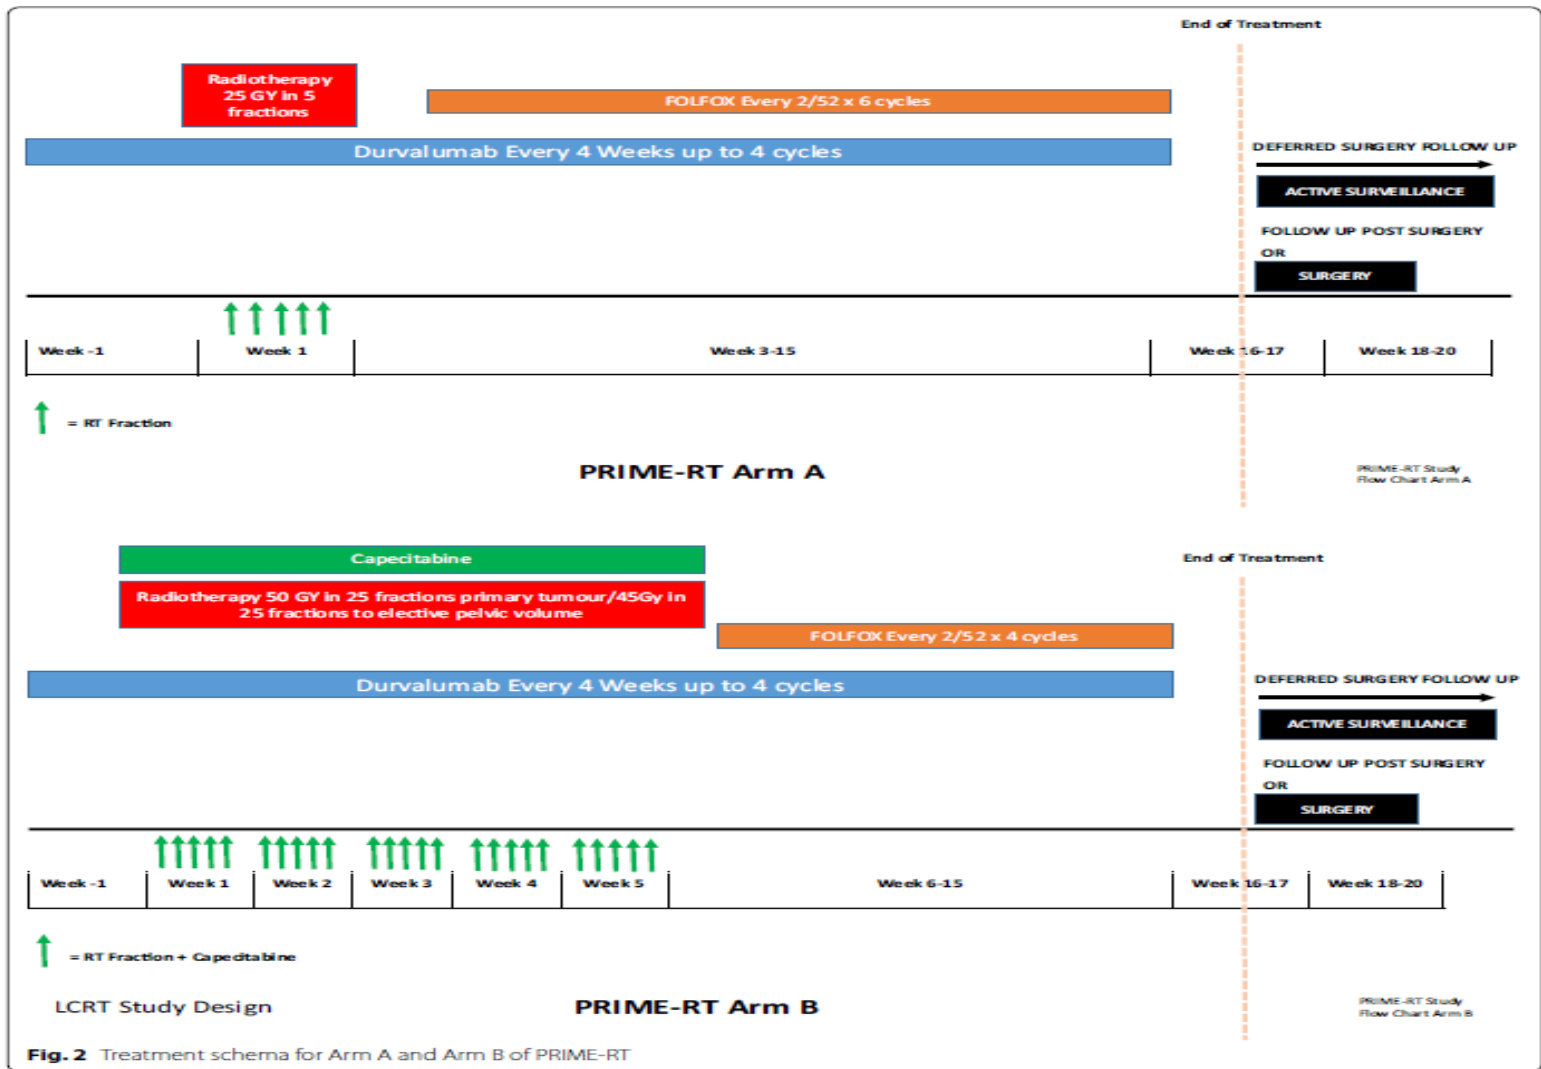 End of Treatment
Radiotherapy
25 GY in 5
fractions
FOLFOX Every 2/52 x 6 cycles
Durvalumab Every 4 Weeks up to 4 cycles
DEFERRED SURGERY FOLLOW UP
ACTIVE SURVEILLANCE
FOLLOW UP POST SURGERY
OR
SURGERY
Week -1
Week 1
Week 3-15
Week 16-17
Week 18-20
= RT Fraction
PRIME-RT Arm A
PRIME-RT Study
Flow Chart Arm A
Capecitabine
End of Treatment
Radiotherapy 50 GY in 25 fractions primary tumour/45Gy in
25 fractions to elective pelvic volume
FOLFOX Every 2/52 x 4 cycles
Durvalumab Every 4 Weeks up to 4 cycles
DEFERRED SURGERY FOLLOW UP
ACTIVE SURVEILLANCE
FOLLOW UP POST SURGERY
OR
SURGERY
Week -1
Week 1
Week 2
Week 3
Week 4
Week 5
Week 6-15
Week 16-17
Week 18-20
= RT Fraction + Capecitabine
LCRT Study Design
PRIME-RT Arm B
PRIME-RT Study
Flow Chart Arm B
Fig. 2 Treatment schema for Arm A and Arm B of PRIME-RT